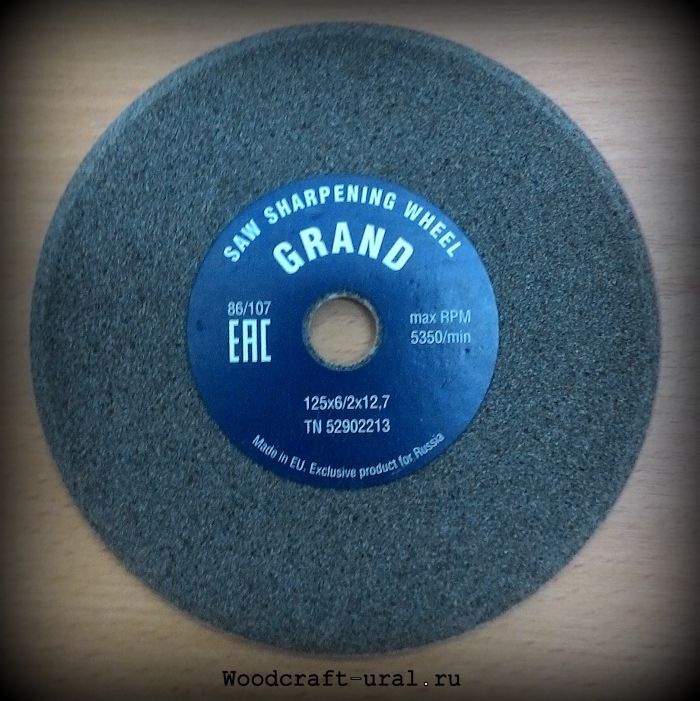 SAW SHARPENING WHEEL
GRAND
86/107
EAC
max RPM
5350/min
125x6/2x12,7
TN 52902213
Made in EU. Exclusive product for Russia
Woodcraft-ural.ru